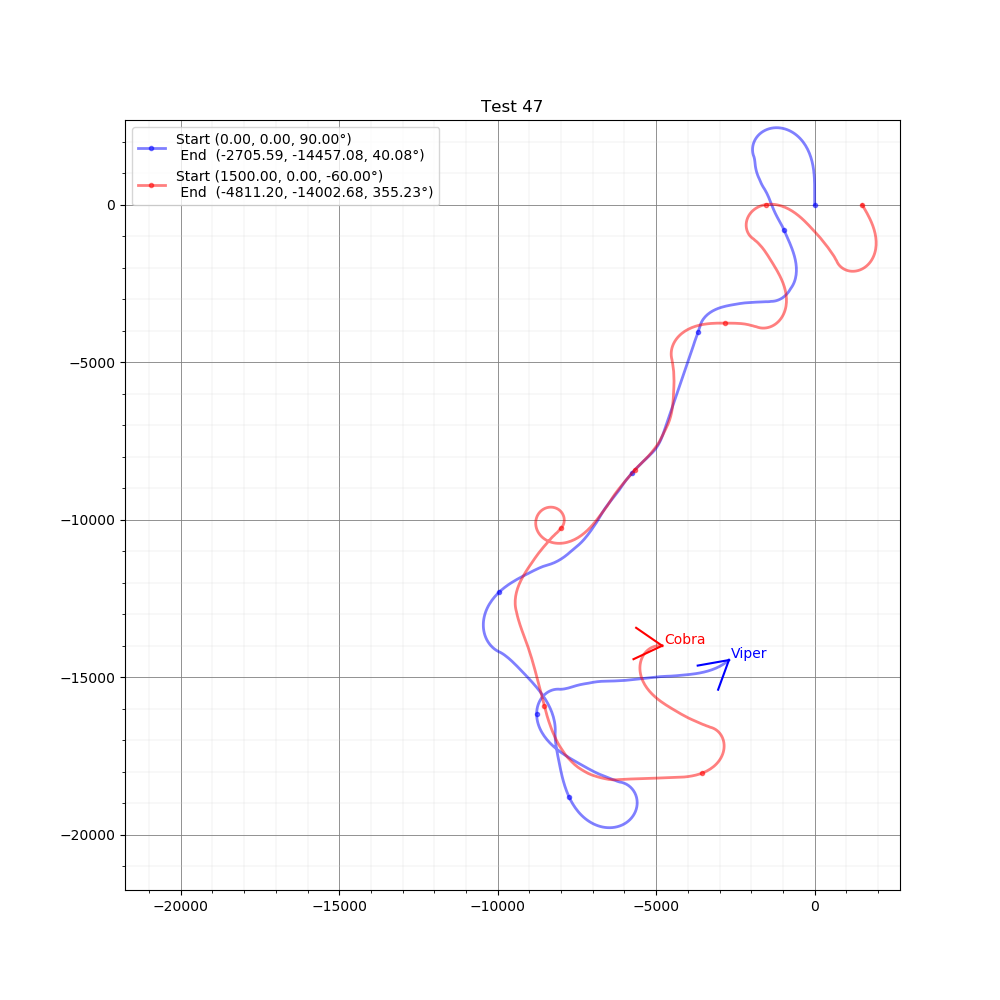 Test 47
Start (0.00, 0.00, 90.00°)
End  (-2705.59, -14457.08, 40.08°)
Start (1500.00, 0.00, -60.00°)
End  (-4811.20, -14002.68, 355.23°)
0
−5000
−10000
−15000
−20000
Cobra
Viper
−20000
−15000
−10000
−5000
0